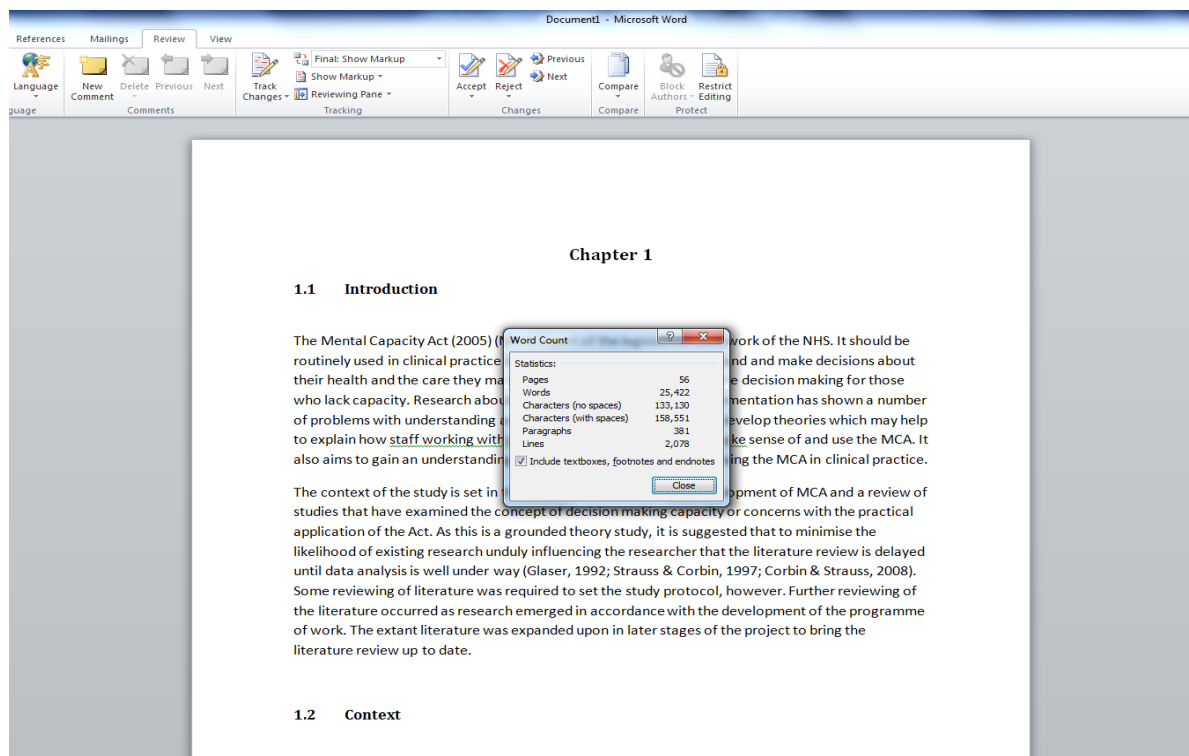 Document1 - Microsoft Word
References Mailings Review View
Language New Comment Delete Previous Next Track Changes Final: Show Markup Show Markup Reviewing Pane Accept Reject Previous Next Compare Block Authors Restrict Editing
guage Comments Tracking Changes Compare Protect
Chapter 1
1.1 Introduction
The Mental Capacity Act (2005) ( work of the NHS. It should be
routinely used in clinical practice nd and make decisions about
their health and the care they ma e decision making for those
who lack capacity. Research abou mentation has shown a number
of problems with understanding a evelop theories which may help
to explain how staff working with ke sense of and use the MCA. It
also aims to gain an understandin ing the MCA in clinical practice.
Word Count
Statistics:
Pages 56
Words 25,422
Characters (no spaces) 133,130
Characters (with spaces) 158,551
Paragraphs 381
Lines 2,078
Include textboxes, footnotes and endnotes
Close
The context of the study is set in opment of MCA and a review of
studies that have examined the concept of decision making capacity or concerns with the practical
application of the Act. As this is a grounded theory study, it is suggested that to minimise the
likelihood of existing research unduly influencing the researcher that the literature review is delayed
until data analysis is well under way (Glaser, 1992; Strauss & Corbin, 1997; Corbin & Strauss, 2008).
Some reviewing of literature was required to set the study protocol, however. Further reviewing of
the literature occurred as research emerged in accordance with the development of the programme
of work. The extant literature was expanded upon in later stages of the project to bring the
literature review up to date.
1.2 Context